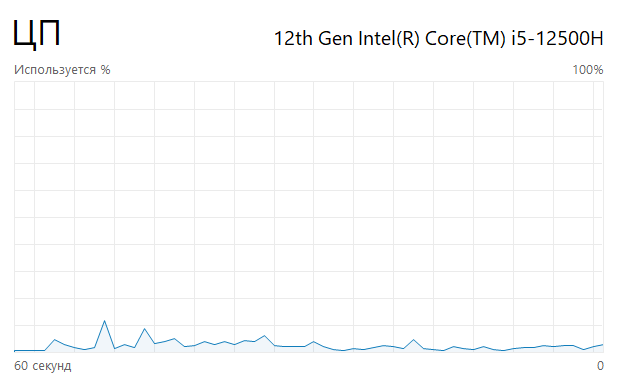 ЦП
12th Gen Intel(R) Core(TM) i5-12500H
Используется %
100%
60 секунд
0